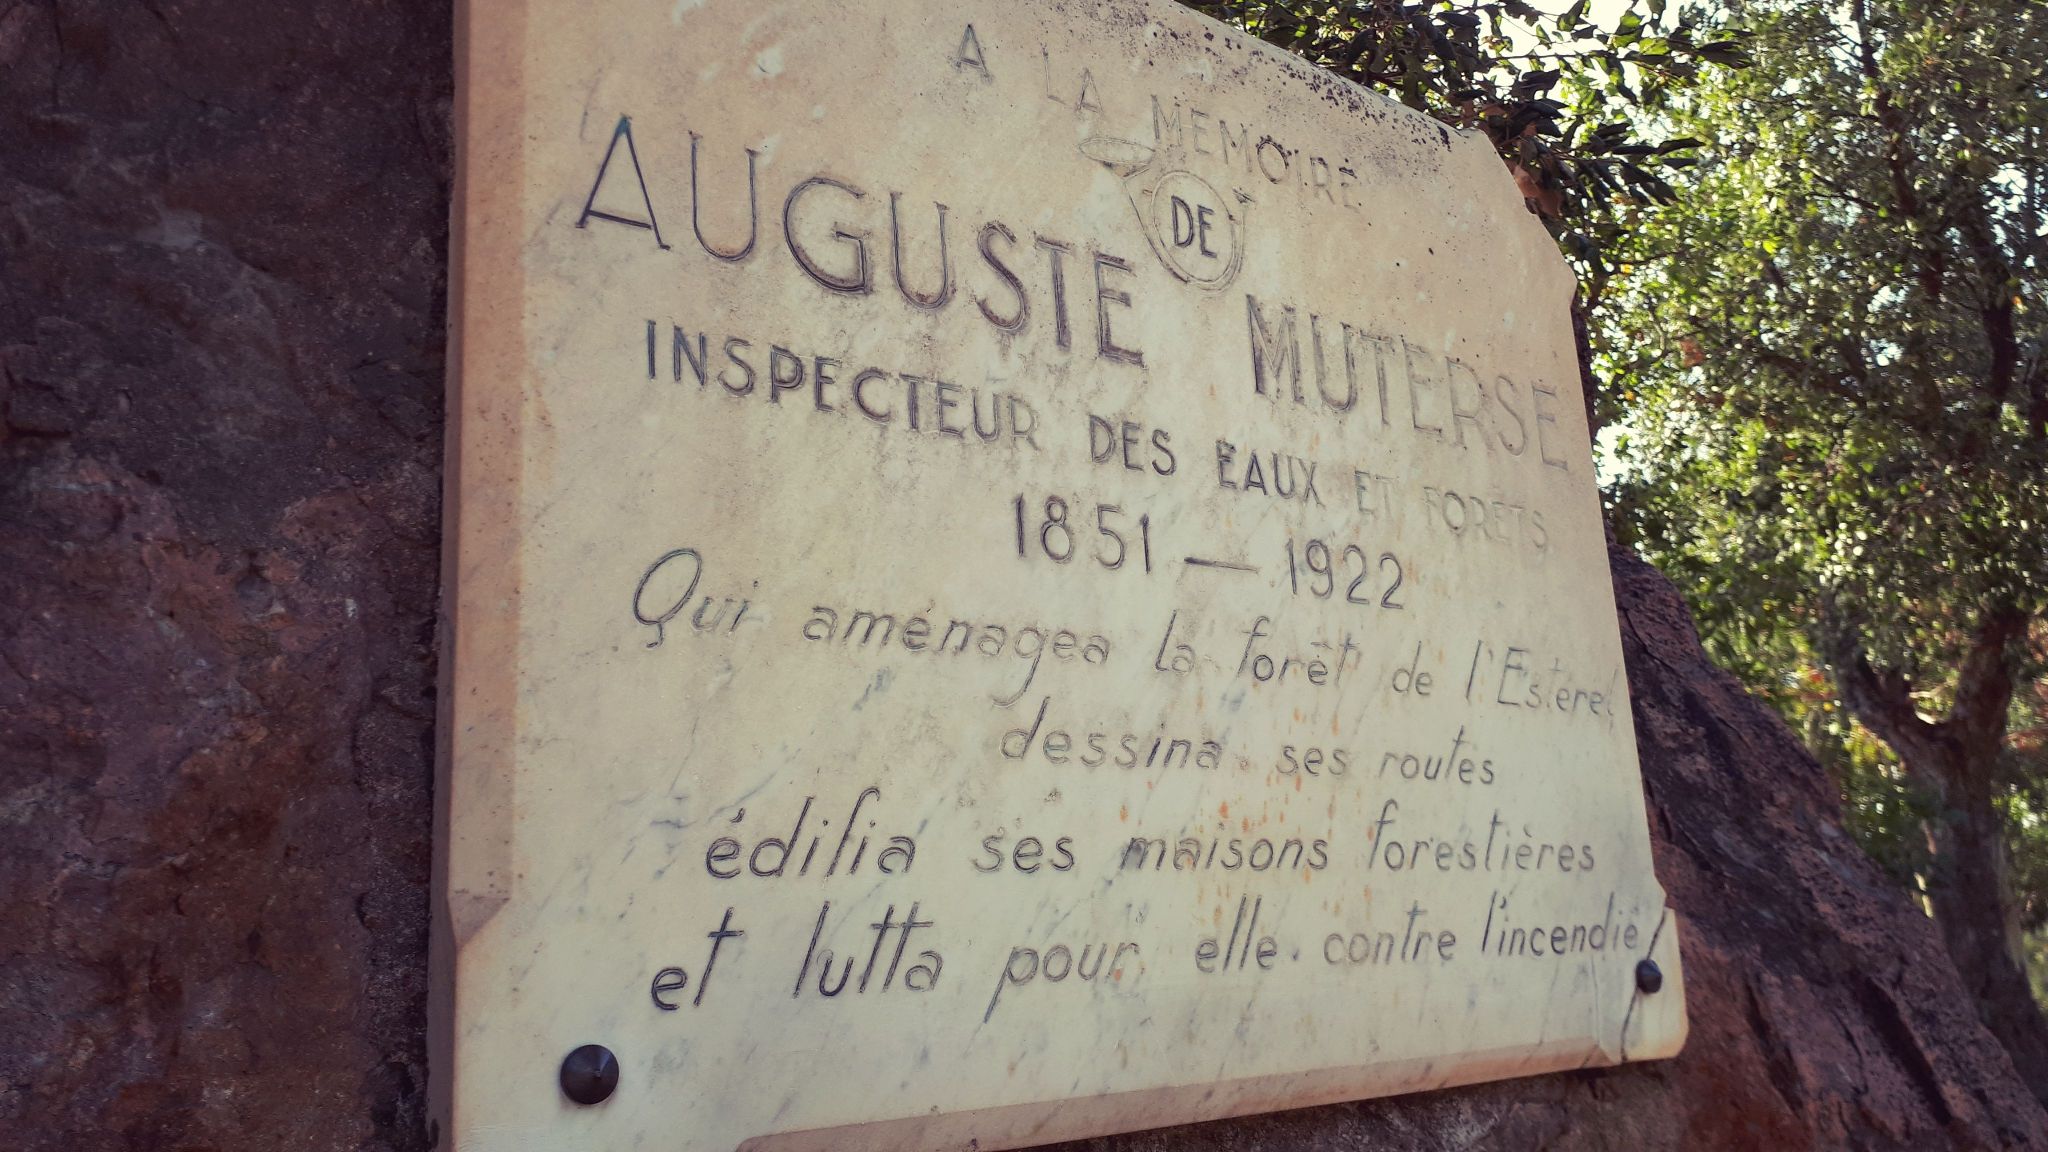 A LA MEMOIRE
DE
AUGUSTE MUTERSE
INSPECTEUR DES EAUX ET FORETS
1851 — 1922
Qui aménagea la forêt de l'Esterel
dessina ses routes
édifia ses maisons forestières
et lutta pour elle contre l'incendie